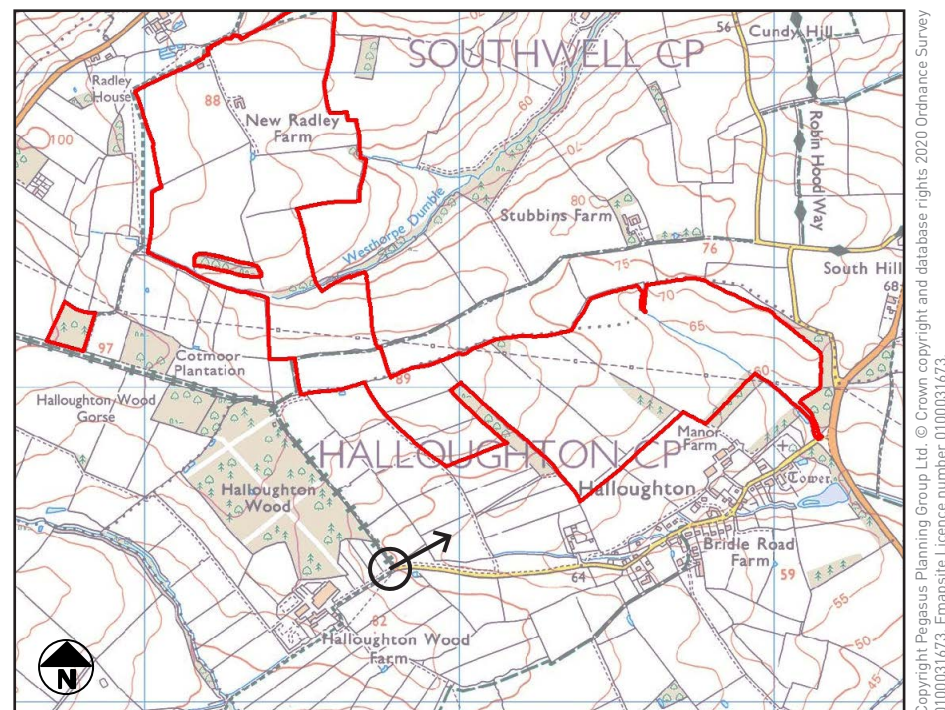 SOUTHWELL CP
56
Cundy Hill
Radley
House
88
60
New Radley
Farm
100
70
Robin Hood Way
Westhorpe Dumble
80
Stubbins Farm
76
75
South Hill
68
70
65
97
Cotmoor
Plantation
89
80
Halloughton Wood
Gorse
Manor
Farm
HALLOUGHTON CP
Halloughton
Tower
Halloughton
Wood
Bridle Road
Farm
64
59
55
82
Halloughton Wood
Farm
50
45
N
Copyright Pegasus Planning Group Ltd. © Crown copyright and database rights 2020 Ordnance Survey
0100031673. Emapsite Licence number 0100031673